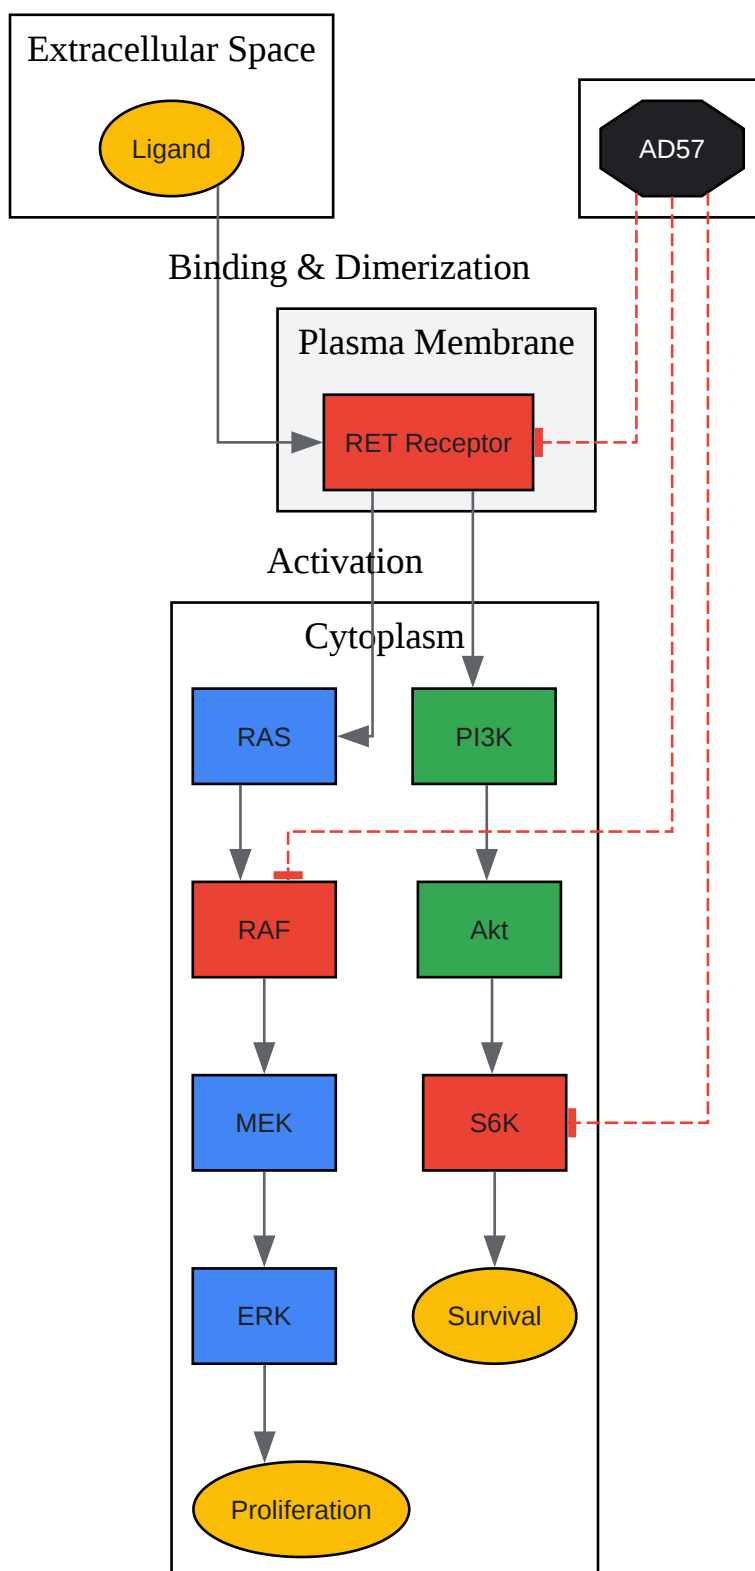 Extracellular Space
Ligand
AD57
Binding & Dimerization
Plasma Membrane
RET Receptor
Activation
Cytoplasm
RAS
PI3K
RAF
Akt
MEK
S6K
ERK
Survival
Proliferation